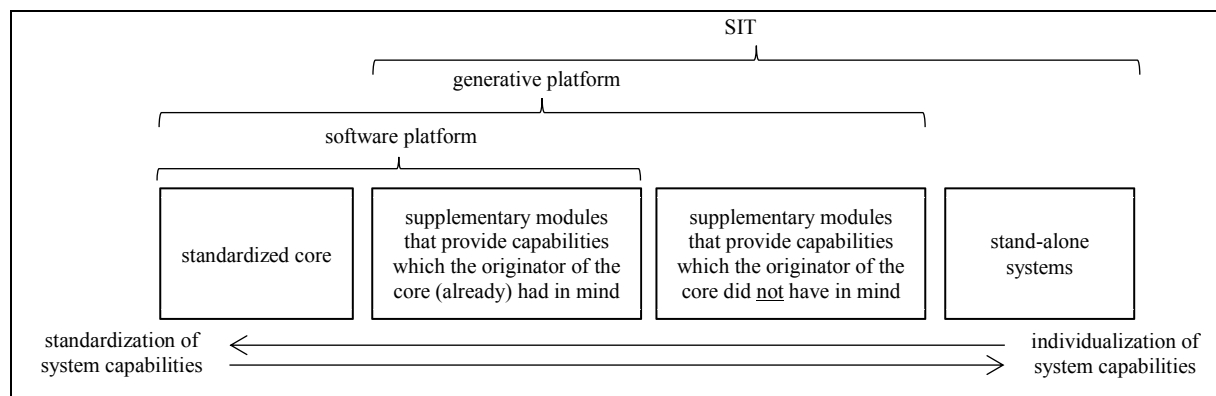 SIT
generative platform
software platform
standardized core
supplementary modules
that provide capabilities
which the originator of the
core (already) had in mind
supplementary modules
that provide capabilities
which the originator of the
core did not have in mind
stand-alone
systems
standardization of
system capabilities
individualization of
system capabilities